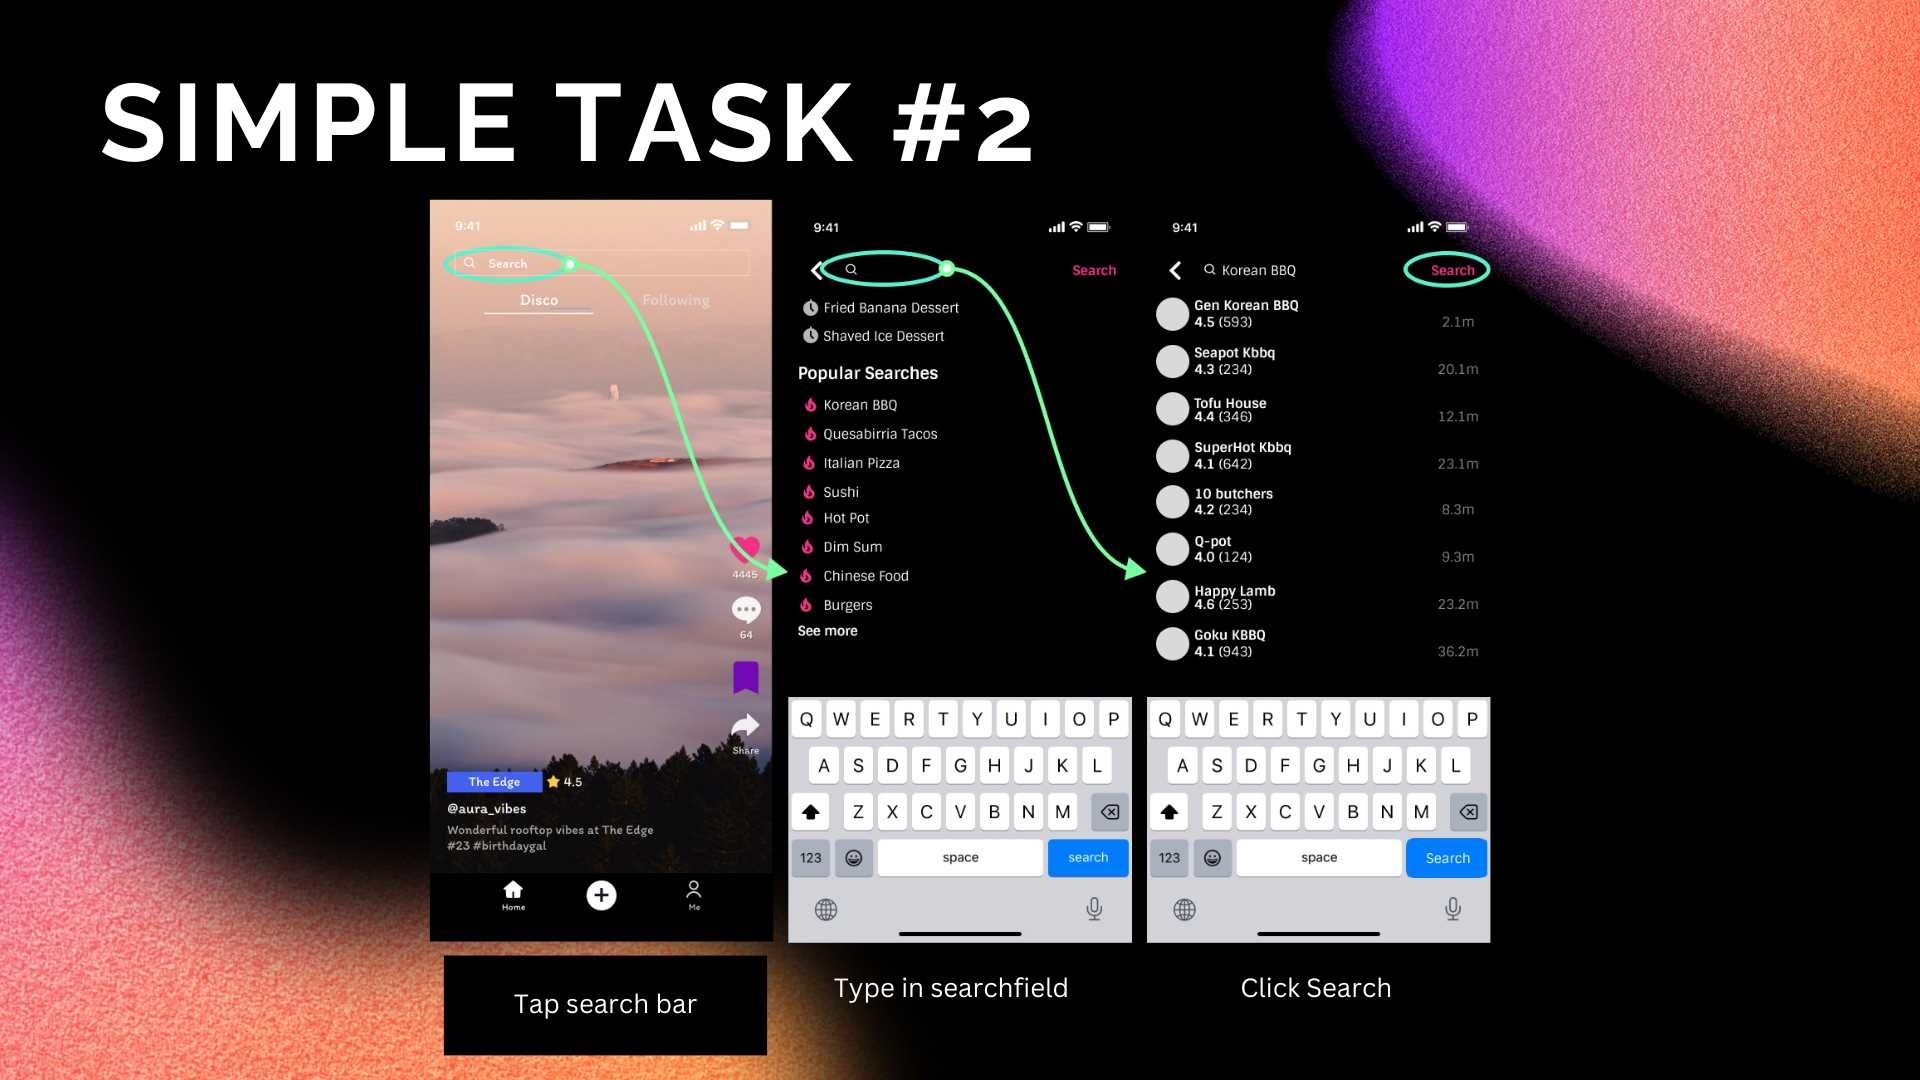 SIMPLE TASK #2
9:41
Search
Disco
Following
4445
64
Share
The Edge
4.5
@aura_vibes
Wonderful rooftop vibes at The Edge
#23 #birthdaygal
Home
Me
Tap search bar
9:41
Search
Fried Banana Dessert
Shaved Ice Dessert
Popular Searches
Korean BBQ
Quesabirria Tacos
Italian Pizza
Sushi
Hot Pot
Dim Sum
Chinese Food
Burgers
See more
Q W E R T Y U I O P
A S D F G H J K L
Z X C V B N M
123 space search
Type in searchfield
9:41
Korean BBQ Search
Gen Korean BBQ
4.5 (593) 2.1m
Seapot Kbbq
4.3 (234) 20.1m
Tofu House
4.4 (346) 12.1m
SuperHot Kbbq
4.1 (642) 23.1m
10 butchers
4.2 (234) 8.3m
Q-pot
4.0 (124) 9.3m
Happy Lamb
4.6 (253) 23.2m
Goku KBBQ
4.1 (943) 36.2m
Q W E R T Y U I O P
A S D F G H J K L
Z X C V B N M
123 space Search
Click Search